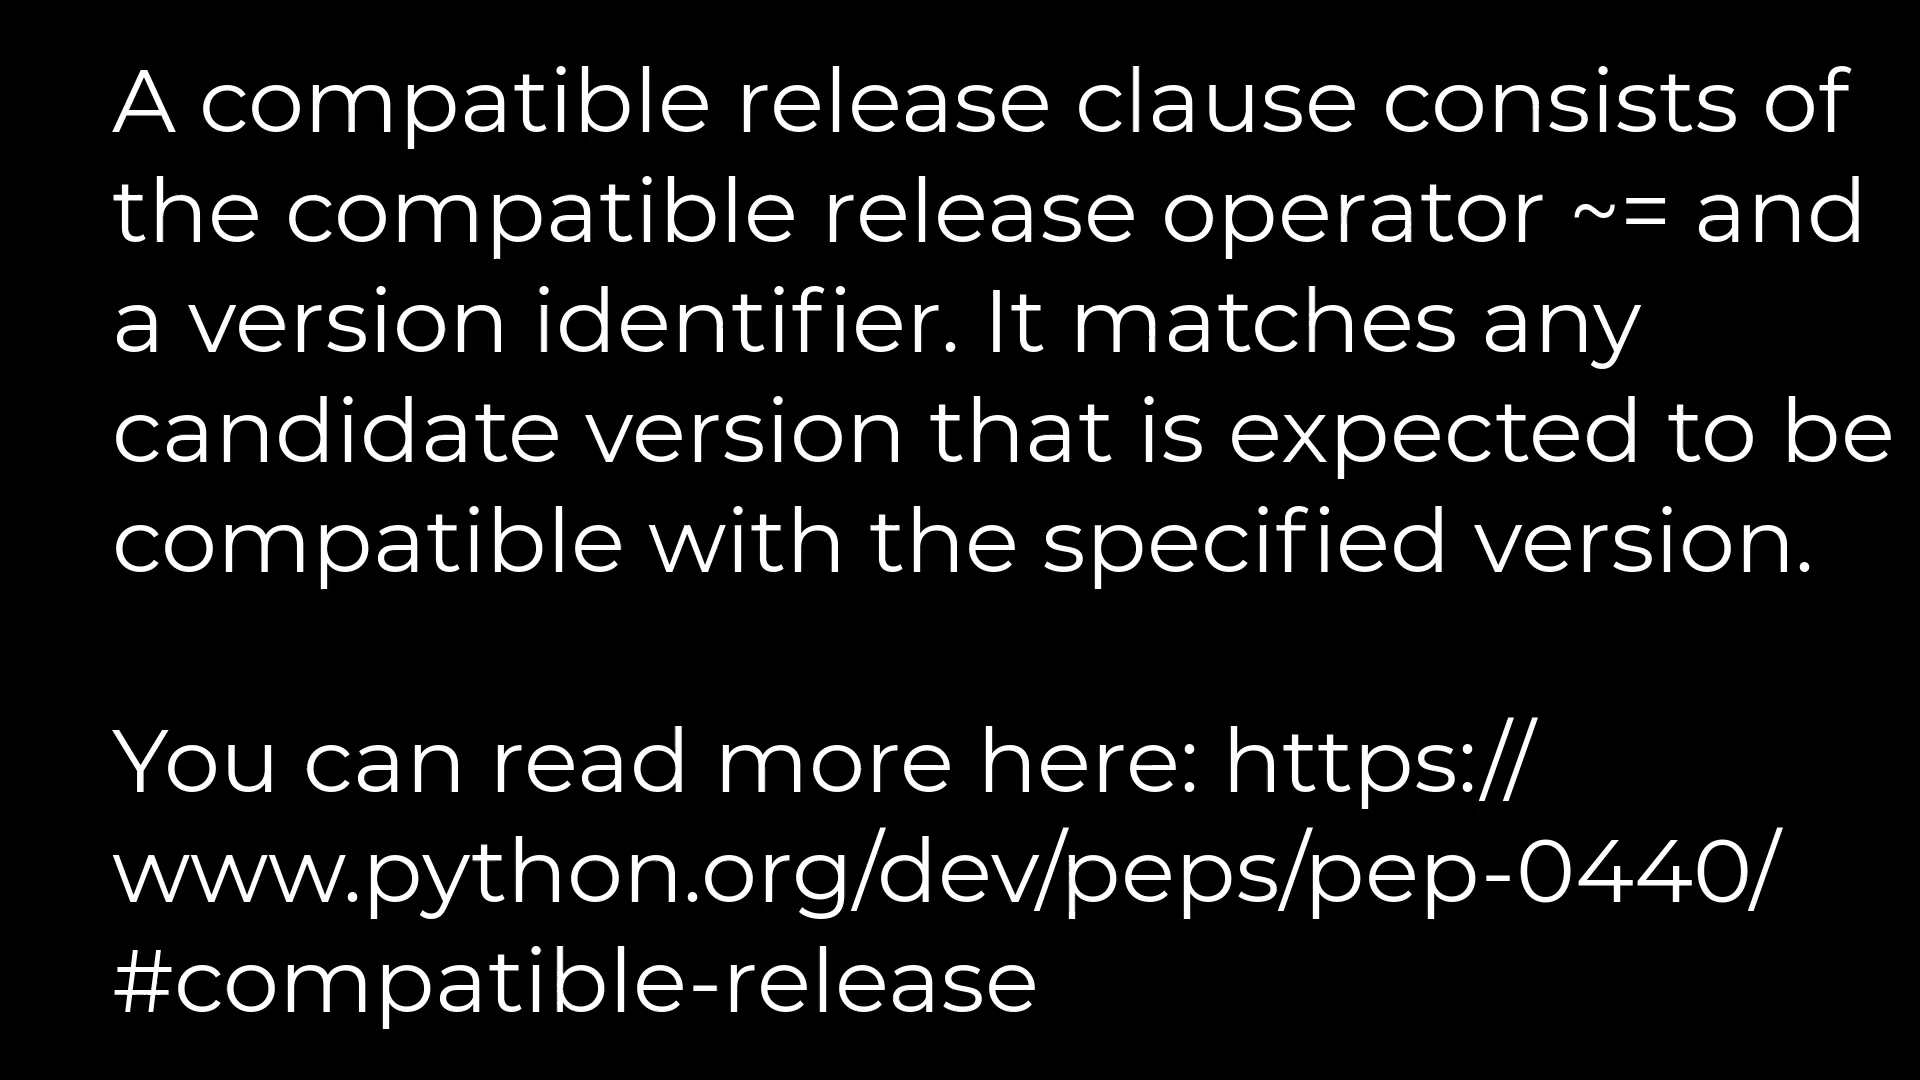 A compatible release clause consists of
the compatible release operator ~= and
a version identifier. It matches any
candidate version that is expected to be
compatible with the specified version.
You can read more here: https://
www.python.org/dev/peps/pep-0440/
#compatible-release